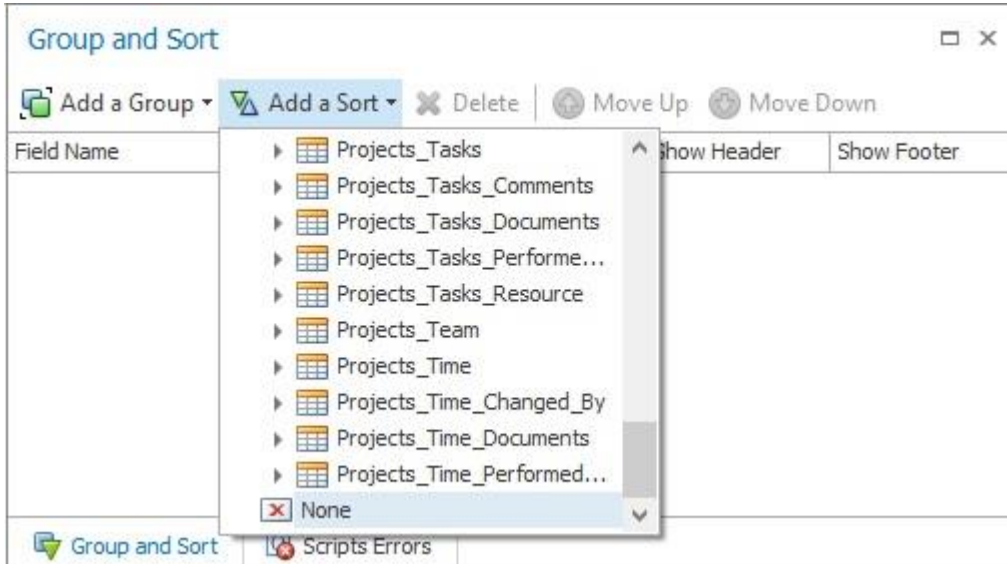 Group and Sort
Add a Group Add a Sort Delete Move Up Move Down
Field Name Show Header Show Footer
Projects_Tasks
Projects_Tasks_Comments
Projects_Tasks_Documents
Projects_Tasks_Performe...
Projects_Tasks_Resource
Projects_Team
Projects_Time
Projects_Time_Changed_By
Projects_Time_Documents
Projects_Time_Performed...
None
Group and Sort Scripts Errors